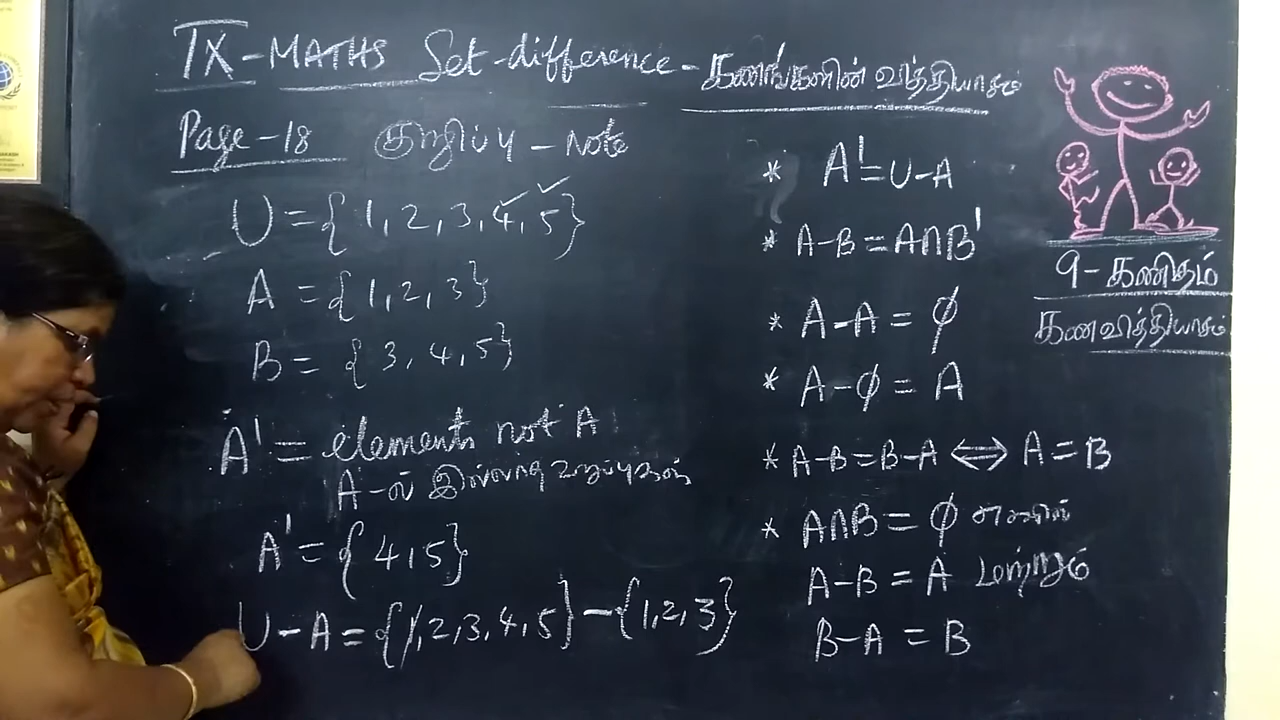 IX-MATHS Set-difference - கணங்களின் வித்தியாசம்
Page-18 குறிப்பு - Note
U = {1, 2, 3, 4, 5}
A = {1, 2, 3}
B = {3, 4, 5}
A' = elements not A
A-ல் இல்லாத உறுப்புகள்
A' = {4, 5}
U-A = {1, 2, 3, 4, 5} - {1, 2, 3}
* A' = U-A
* A-B = A∩B'
* A-A = ϕ
* A-ϕ = A
* A-B = B-A ⟺ A = B
* A∩B = ϕ எனில்
A-B = A மற்றும்
B-A = B
9-கணிதம்
கணவித்தியாசம்